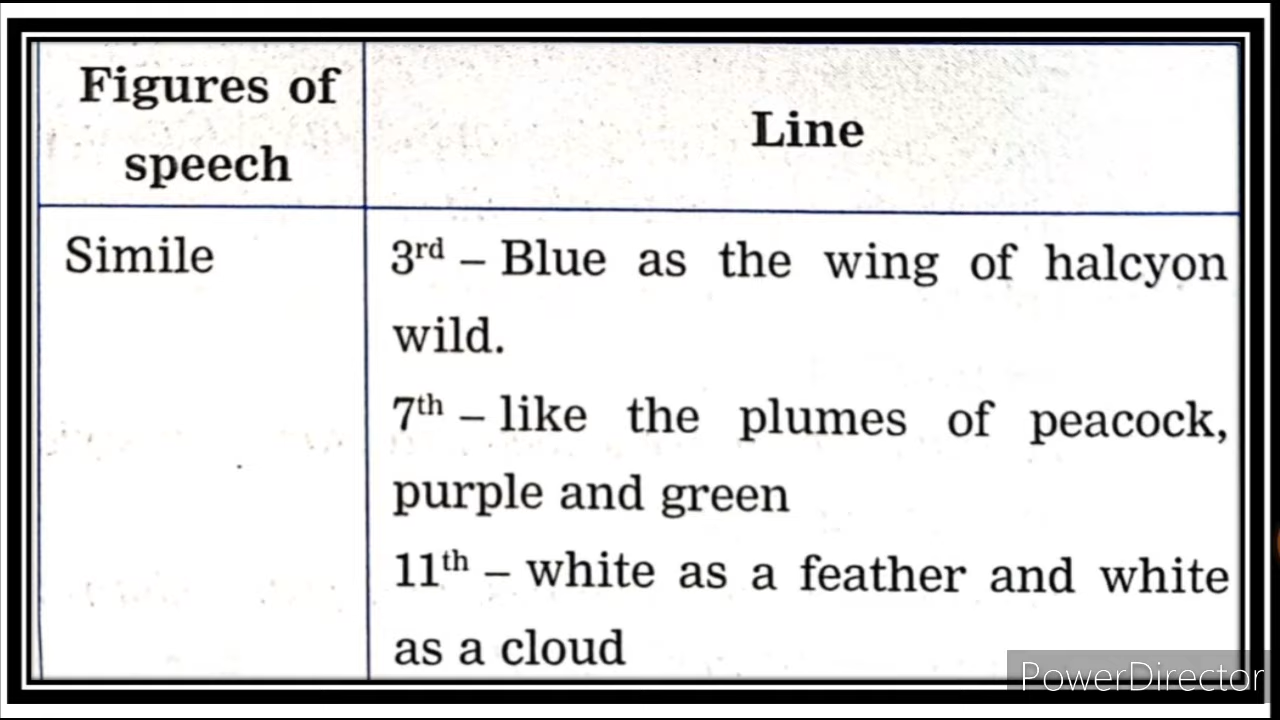 Figures of
speech
Line
Simile
3rd – Blue as the wing of halcyon
wild.
7th – like the plumes of peacock,
purple and green
11th – white as a feather and white
as a cloud
PowerDirector